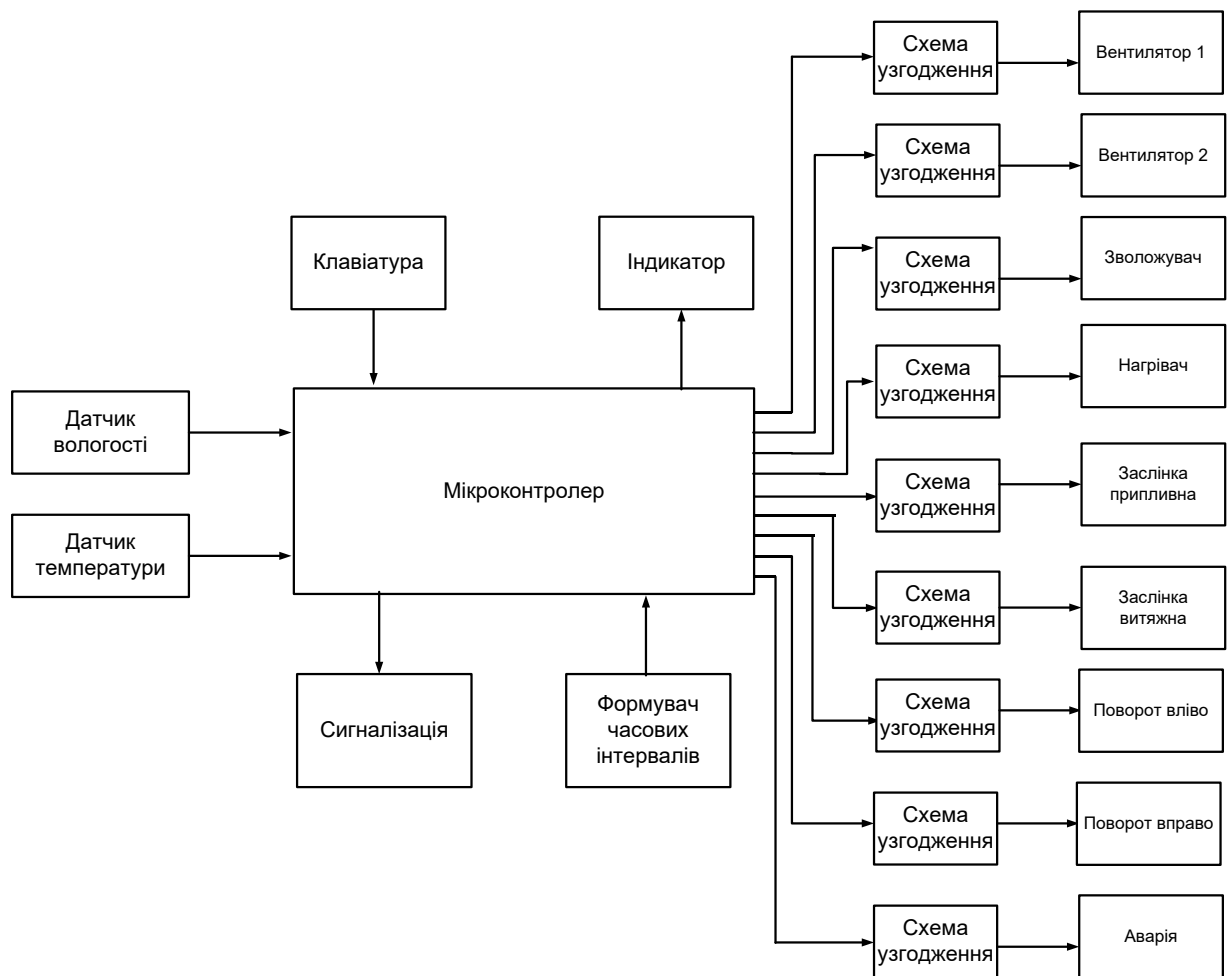 Схема
узгодження
Вентилятор 1
Схема
узгодження
Вентилятор 2
Клавіатура
Індикатор
Схема
узгодження
Зволожувач
Схема
узгодження
Нагрівач
Датчик
вологості
Мікроконтролер
Схема
узгодження
Заслінка
припливна
Датчик
температури
Схема
узгодження
Заслінка
витяжна
Сигналізація
Формувач
часових
інтервалів
Схема
узгодження
Поворот вліво
Схема
узгодження
Поворот вправо
Схема
узгодження
Аварія